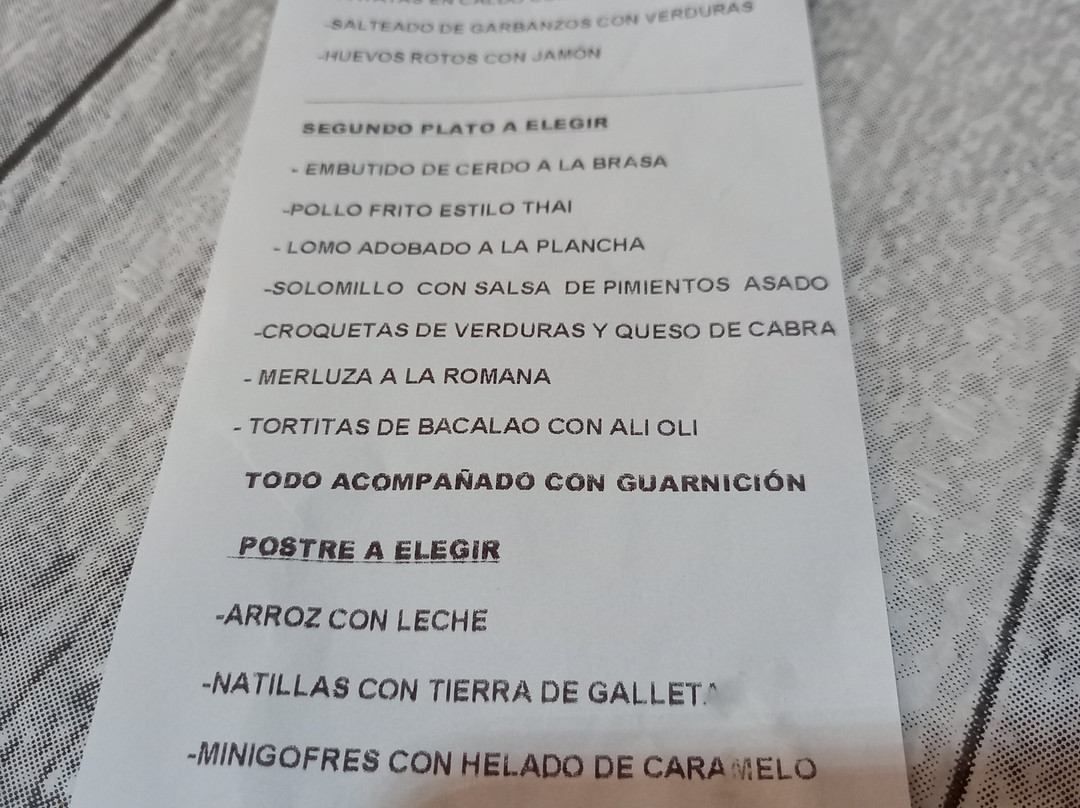 -SALTEADO DE GARBANZOS CON VERDURAS
-HUEVOS ROTOS CON JAMÓN
SEGUNDO PLATO A ELEGIR
- EMBUTIDO DE CERDO A LA BRASA
-POLLO FRITO ESTILO THAI
- LOMO ADOBADO A LA PLANCHA
-SOLOMILLO CON SALSA DE PIMIENTOS ASADO
-CROQUETAS DE VERDURAS Y QUESO DE CABRA
- MERLUZA A LA ROMANA
- TORTITAS DE BACALAO CON ALI OLI
TODO ACOMPAÑADO CON GUARNICIÓN
POSTRE A ELEGIR
-ARROZ CON LECHE
-NATILLAS CON TIERRA DE GALLETA
-MINIGOFRES CON HELADO DE CARAMELO